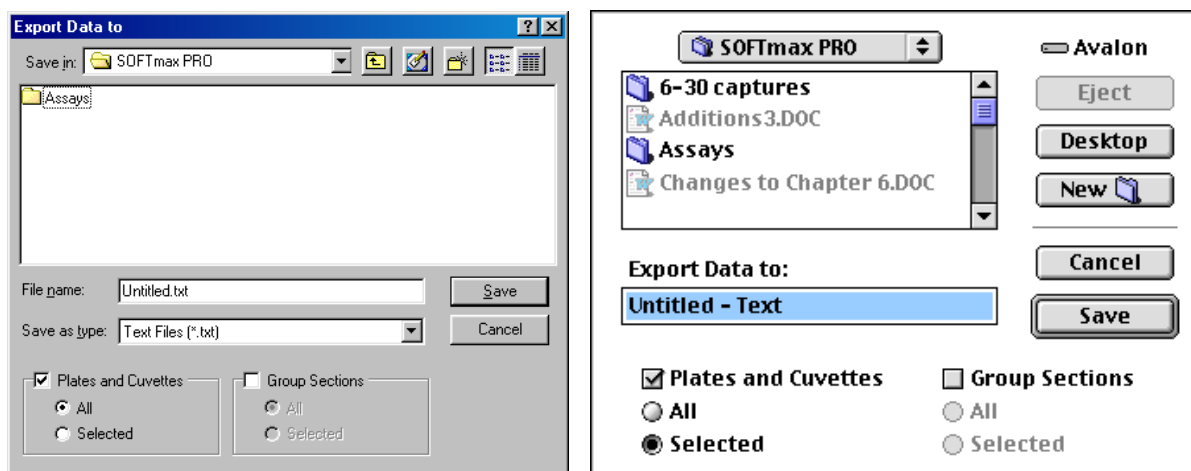 Export Data to
Save in: SOFTmax PRO
Assays
File name: Untitled.txt Save
Save as type: Text Files (*.txt) Cancel
Plates and Cuvettes Group Sections
All All
Selected Selected
SOFTmax PRO Avalon
6-30 captures
Additions3.DOC
Assays
Changes to Chapter 6.DOC
Eject
Desktop
New
Export Data to:
Untitled - Text
Cancel
Save
Plates and Cuvettes Group Sections
All All
Selected Selected